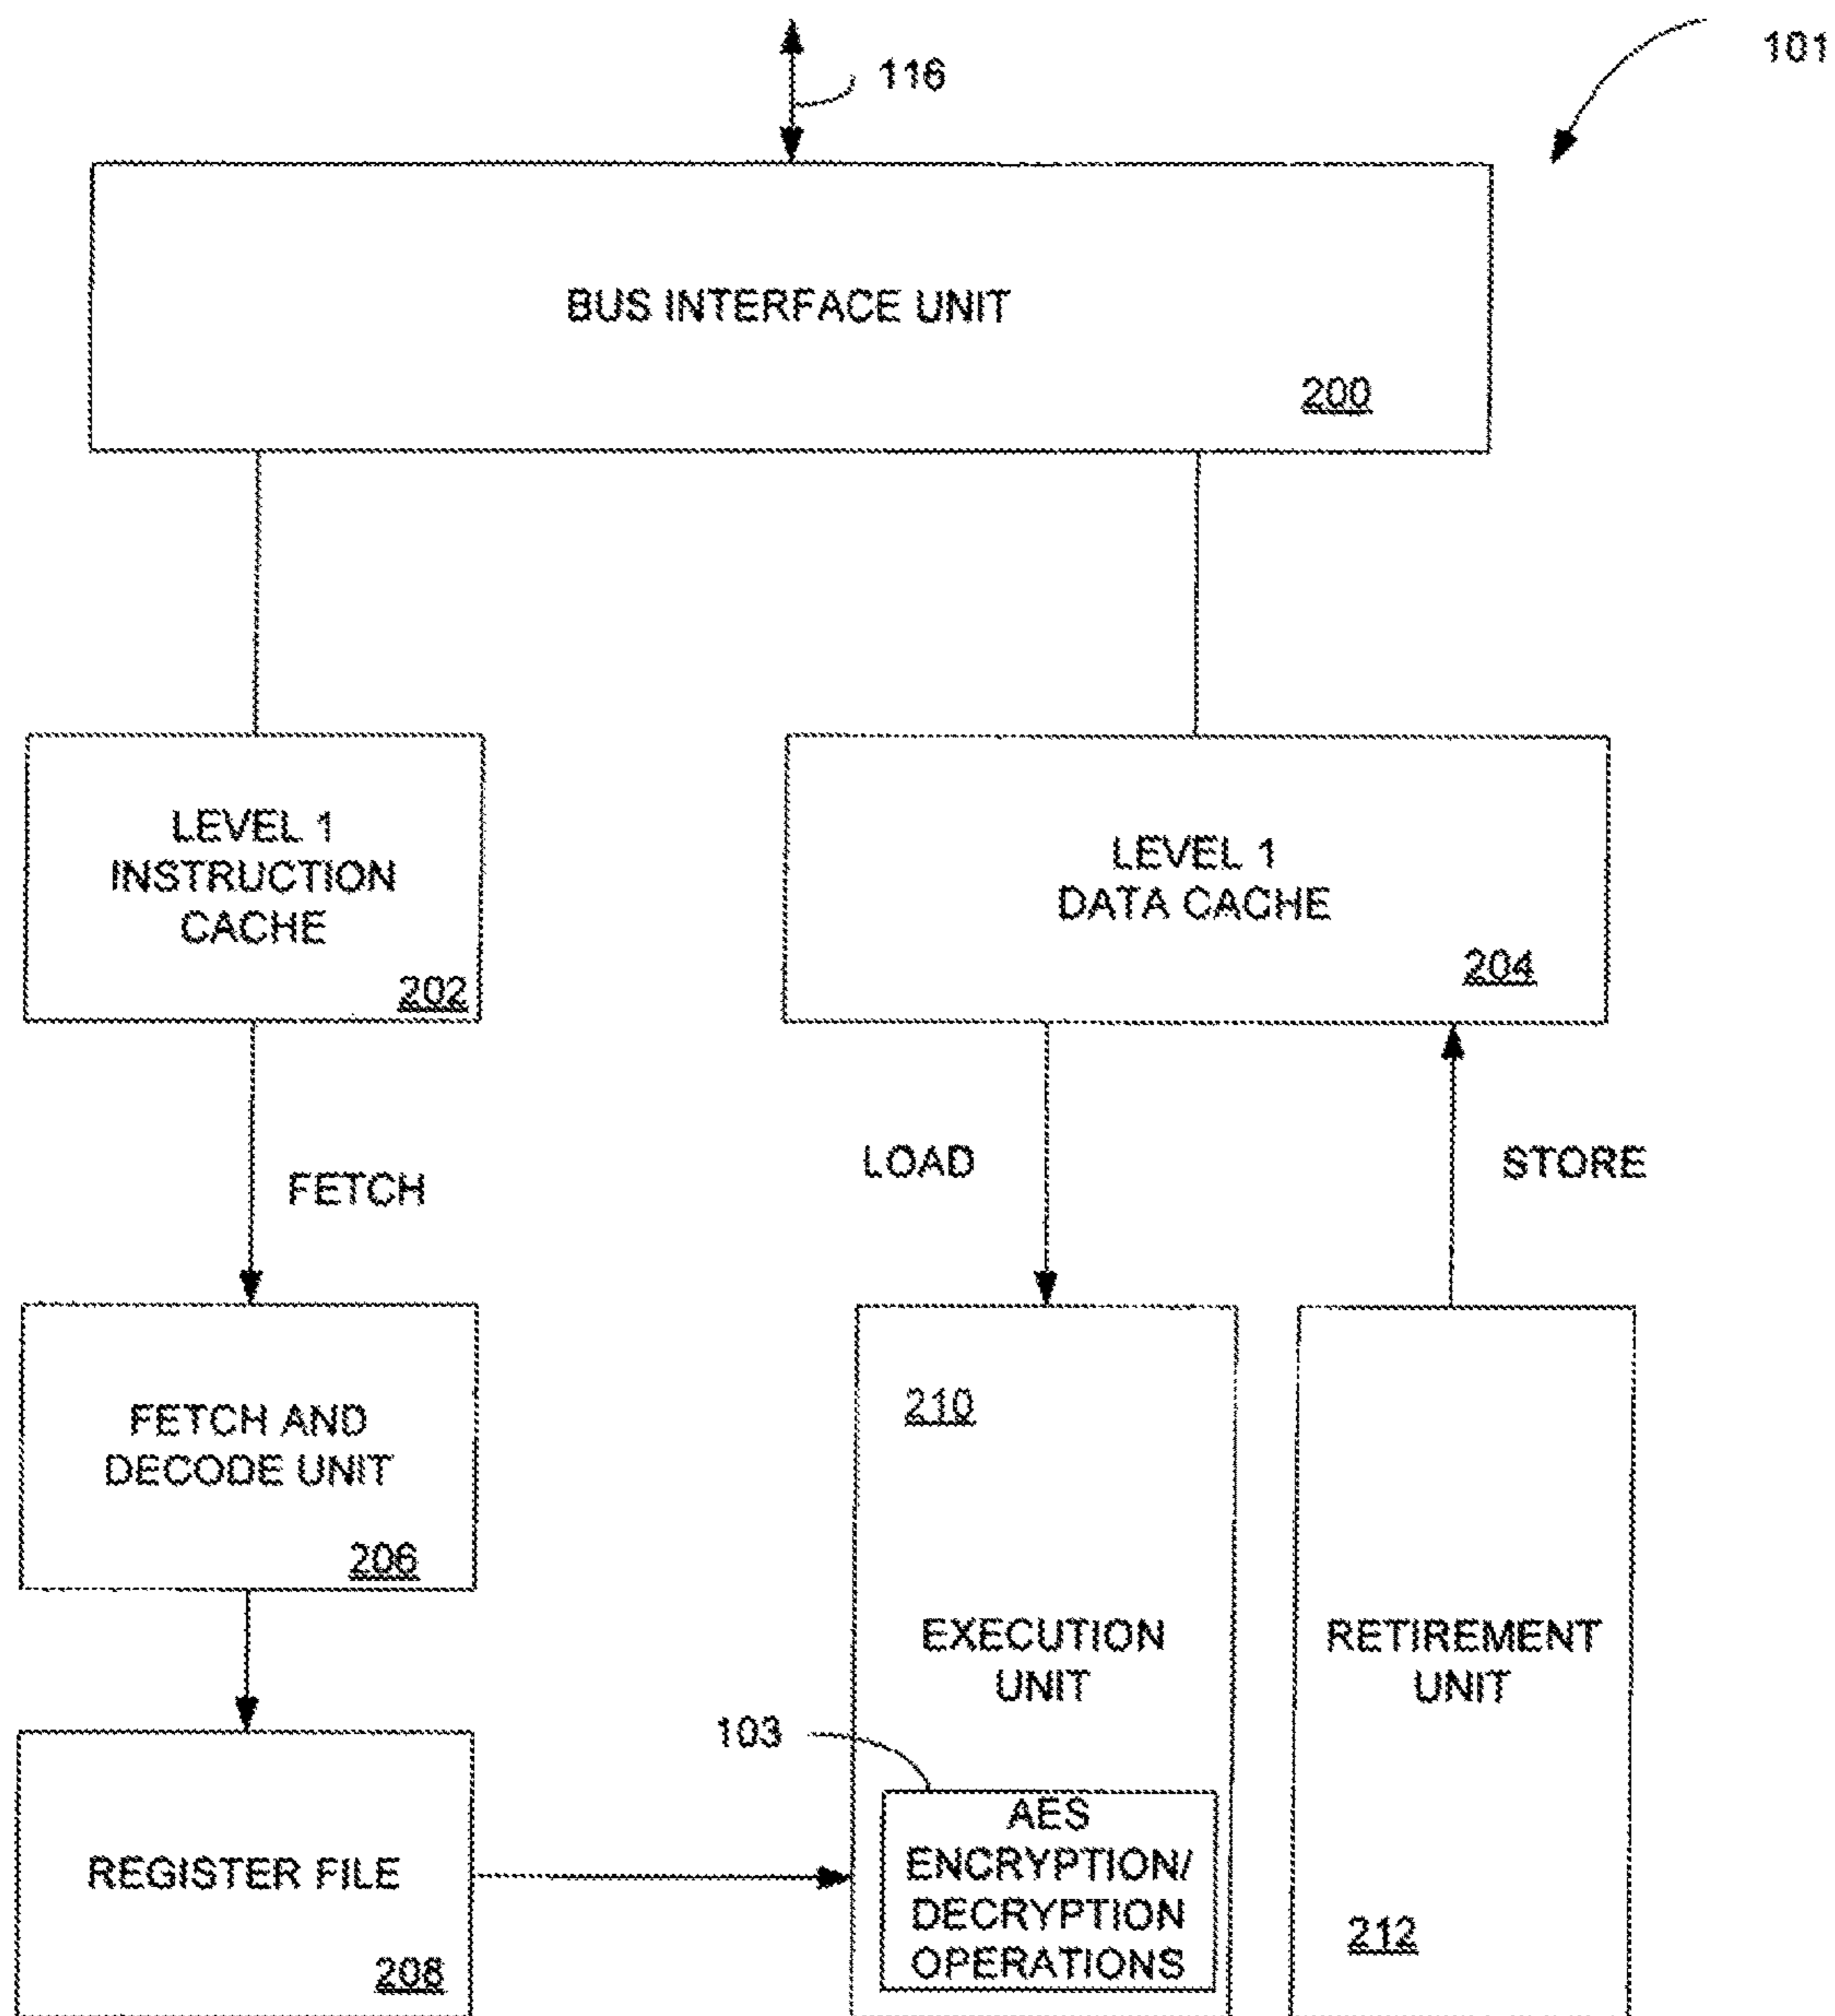 101
116
BUS INTERFACE UNIT
200
LEVEL 1
INSTRUCTION
CACHE
202
LEVEL 1
DATA CACHE
204
FETCH
LOAD
STORE
FETCH AND
DECODE UNIT
206
210
EXECUTION
UNIT
RETIREMENT
UNIT
103
REGISTER FILE
208
AES
ENCRYPTION/
DECRYPTION
OPERATIONS
212